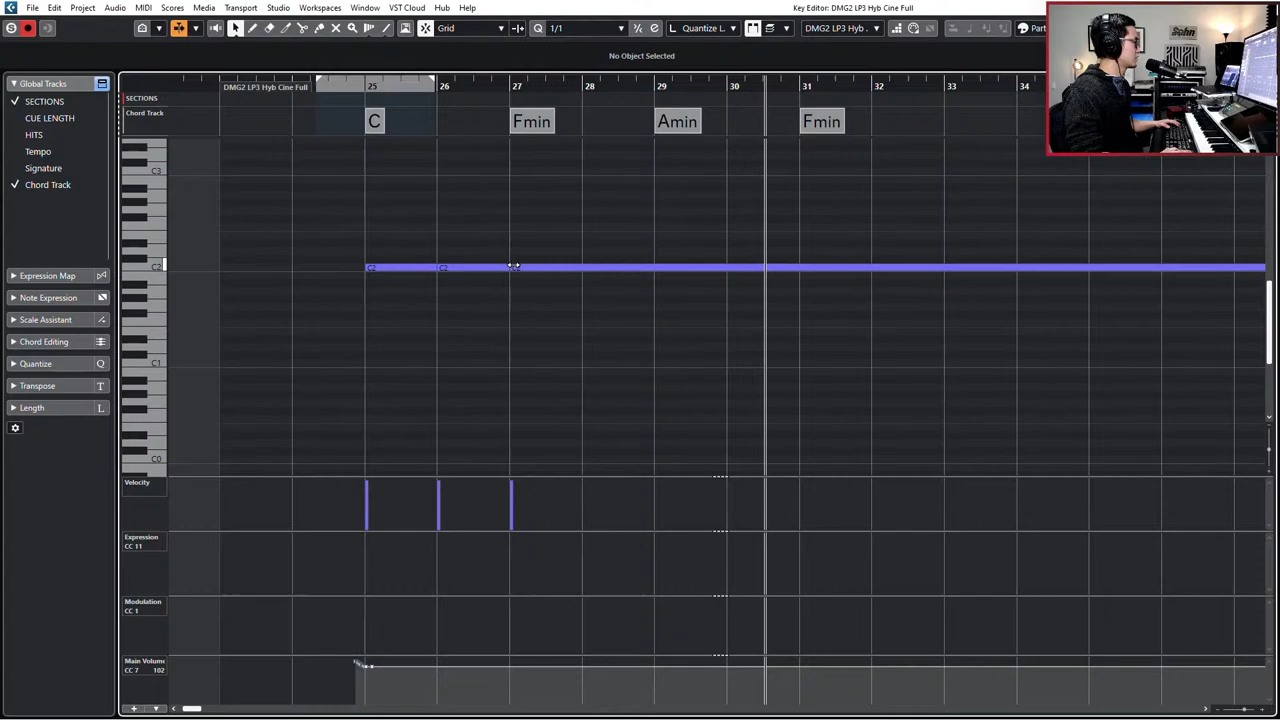 File Edit Project Audio MIDI Scores Media Transport Studio Workspaces Window VST Cloud Hub Help
Key Editor: DMG2 LP3 Hyb Cine Full
Grid
1/1
Quantize L.
DMG2 LP3 Hyb
Part
No Object Selected
Global Tracks
SECTIONS
CUE LENGTH
HITS
Tempo
Signature
Chord Track
Expression Map
Note Expression
Scale Assistant
Chord Editing
Quantize Q
Transpose T
Length L
DMG2 LP3 Hyb Cine Full
25 26 27 28 29 30 31 32 33 34
SECTIONS
Chord Track
C Fmin Amin Fmin
C3
C2
C2 C2
C1
C0
Velocity
Expression
CC 11
Modulation
CC 1
Main Volume
CC 7 102